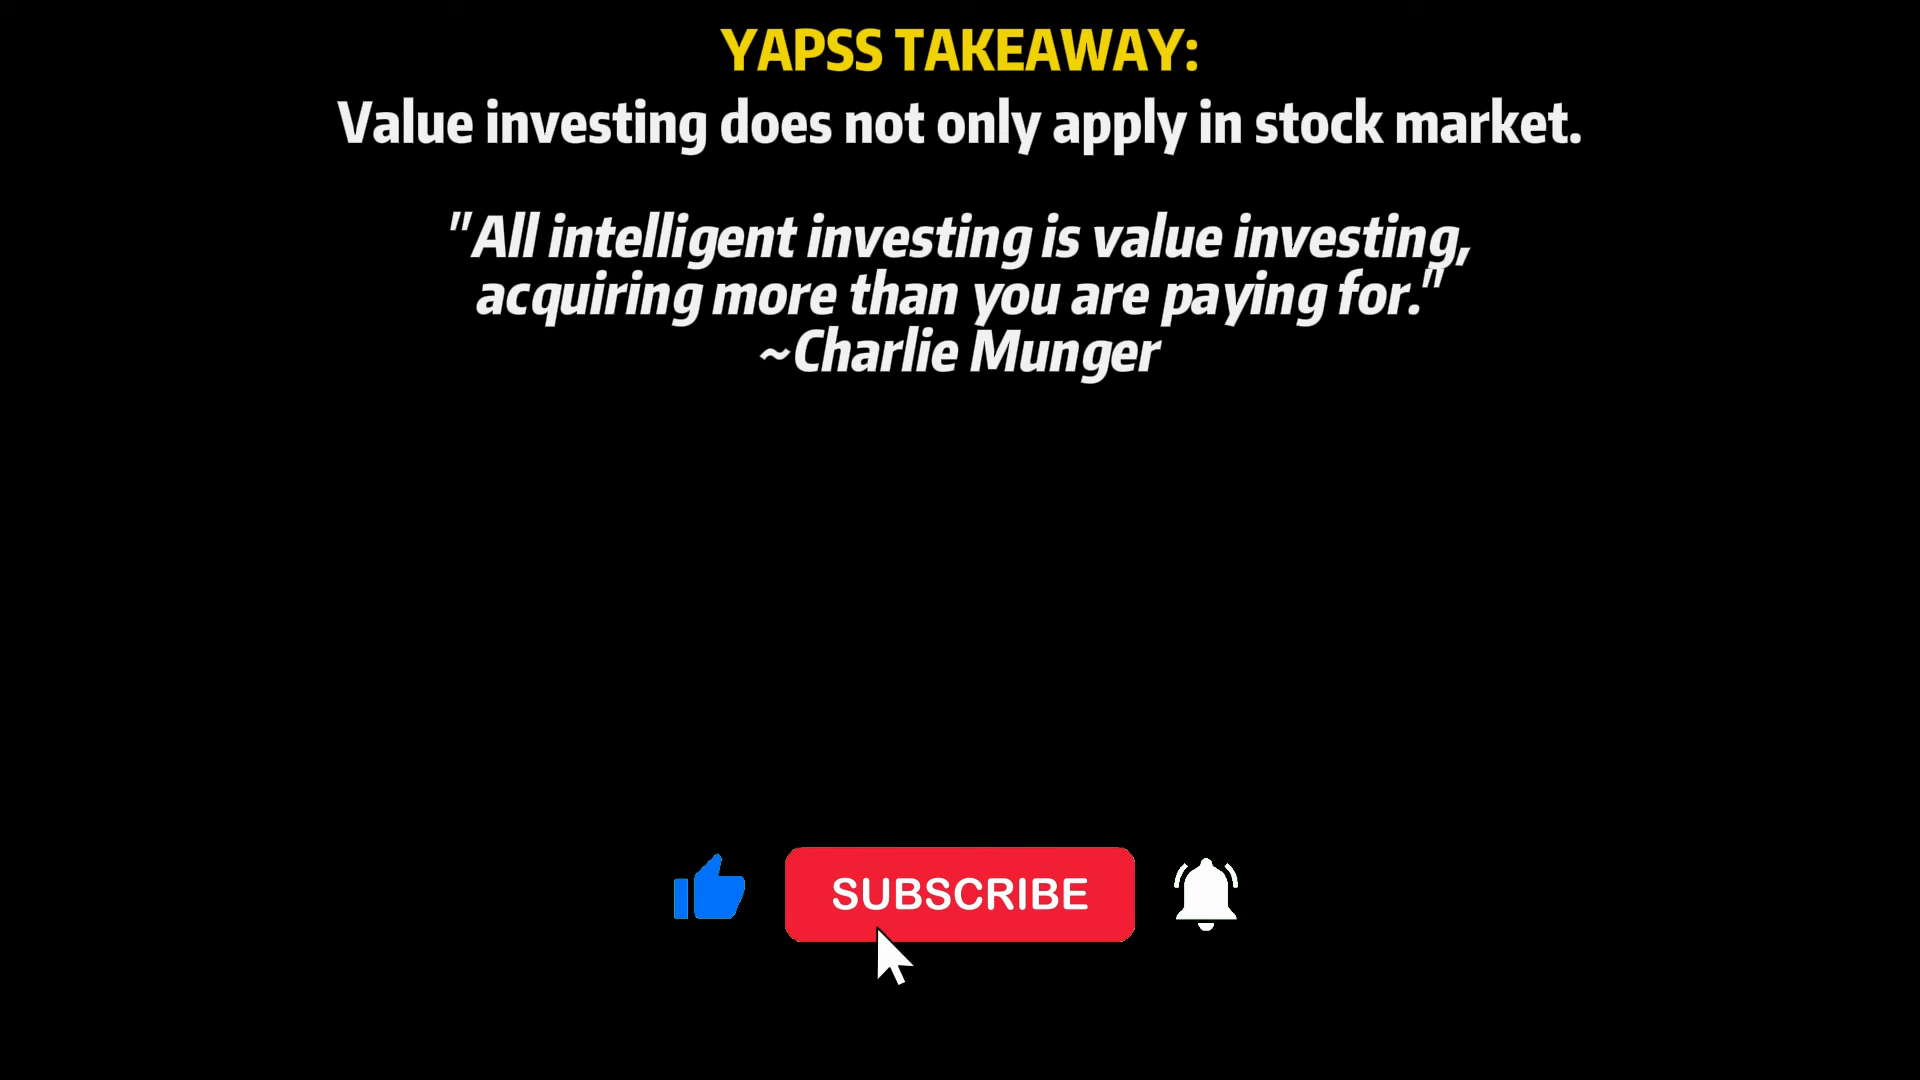 YAPSS TAKEAWAY:
Value investing does not only apply in stock market.
"All intelligent investing is value investing,
acquiring more than you are paying for."
~Charlie Munger
SUBSCRIBE